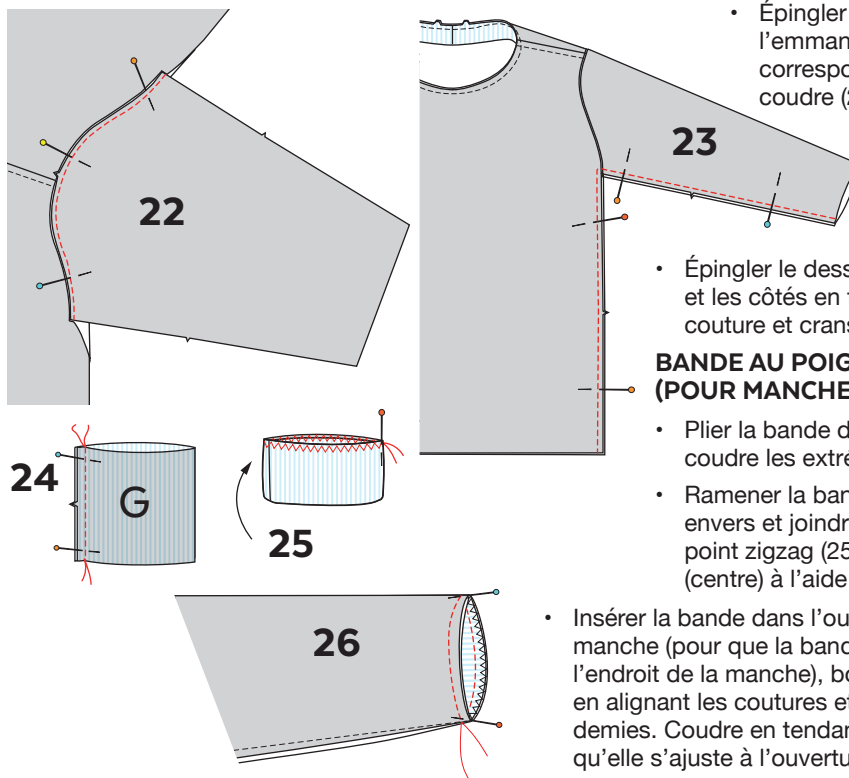 • Épingler
l’emman
correspo
coudre (2
22
23
• Épingler le dess
et les côtés en
couture et crans
BANDE AU POIG
(POUR MANCHE
• Plier la bande d
coudre les extré
• Ramener la ban
envers et joindr
point zigzag (25
(centre) à l’aide
24
G
25
26
• Insérer la bande dans l’ou
manche (pour que la band
l’endroit de la manche), bo
en alignant les coutures et
demies. Coudre en tendan
qu’elle s’ajuste à l’ouvertu